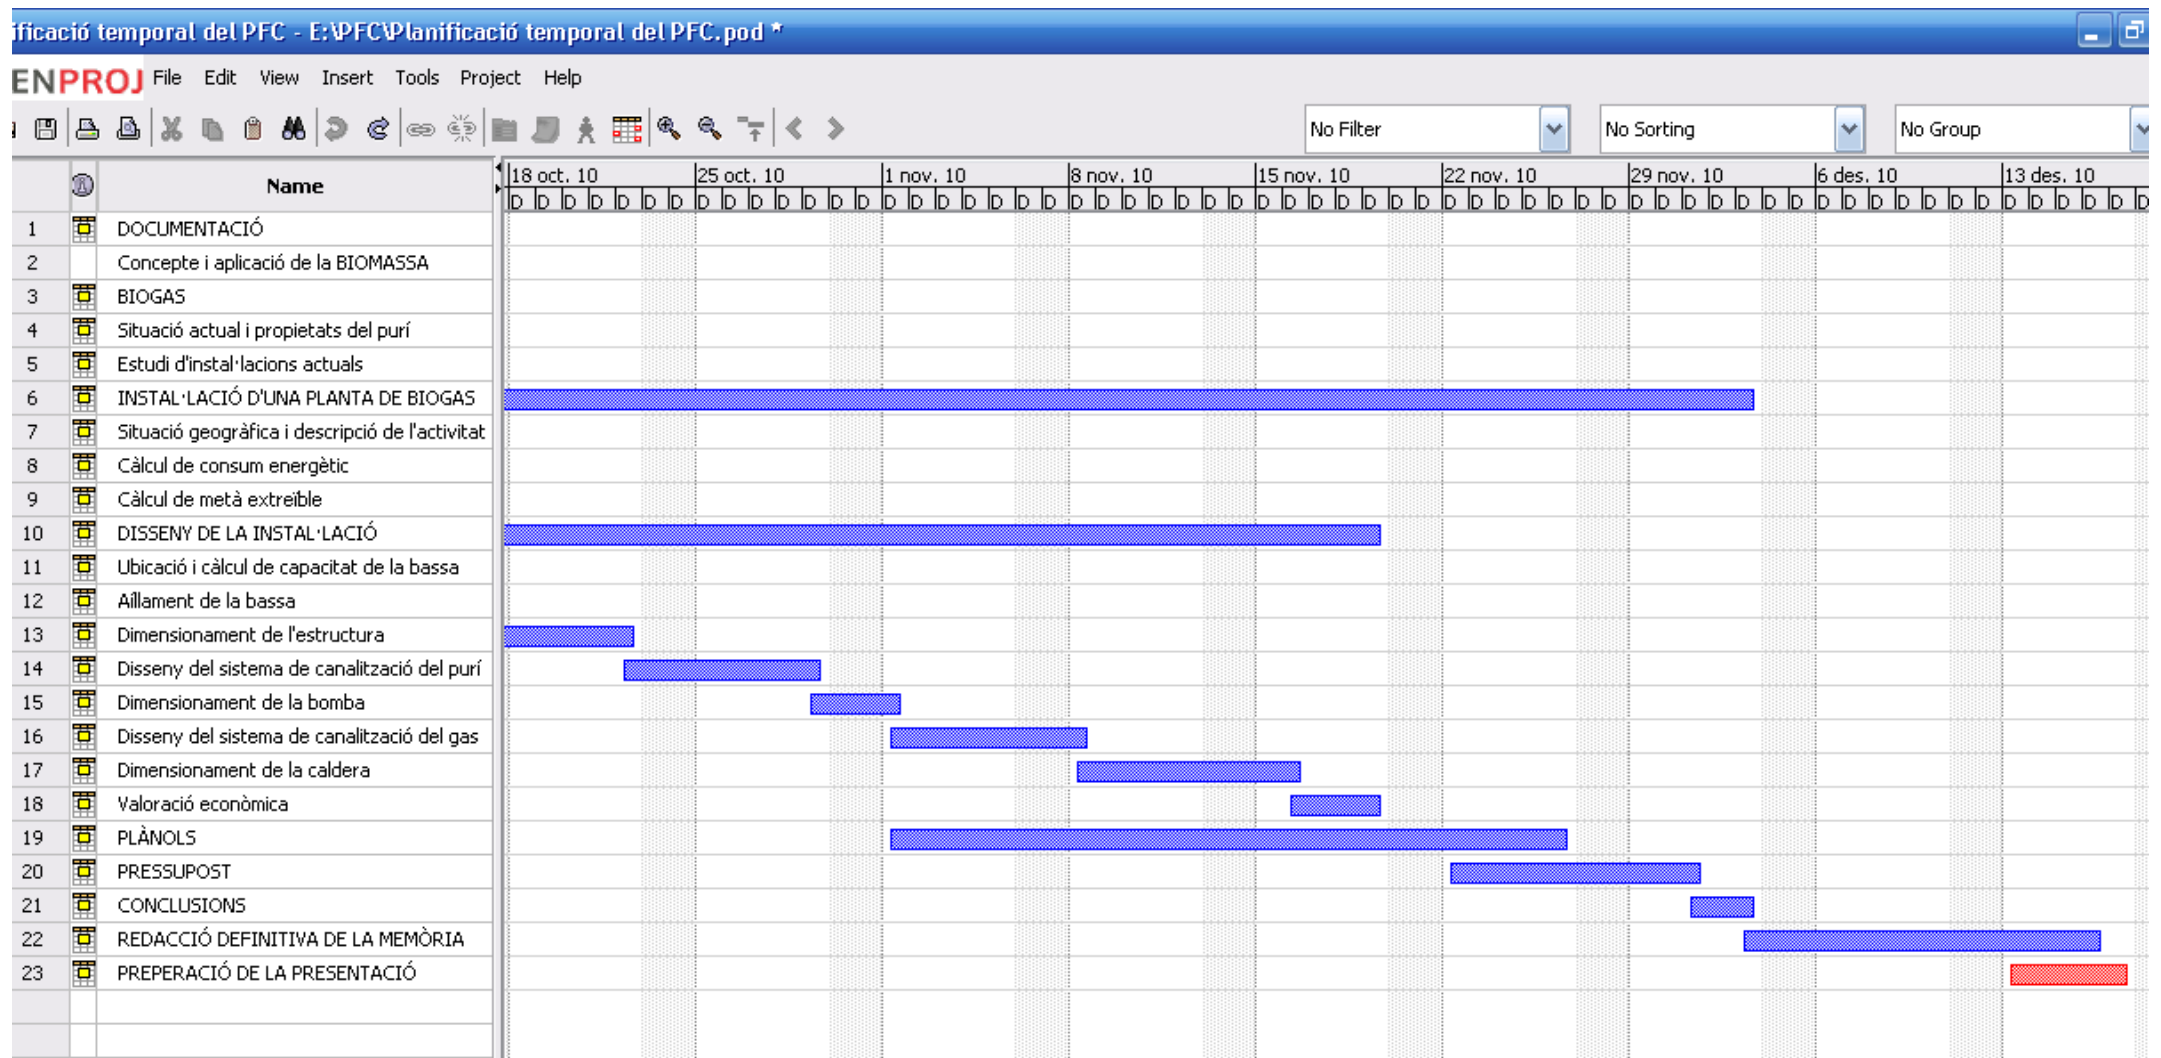 ificació temporal del PFC - E:\PFC\Planificació temporal del PFC.pod *
ENPROJ File Edit View Insert Tools Project Help
No Filter No Sorting No Group
Name
18 oct. 10 25 oct. 10 1 nov. 10 8 nov. 10 15 nov. 10 22 nov. 10 29 nov. 10 6 des. 10 13 des. 10
D D D D D D D D D D D D D D D D D D D D D D D D D D D D D D D D D D D D D D D D D D D D D D D D D D D D D D D D D D D D D D
1 DOCUMENTACIÓ
2 Concepte i aplicació de la BIOMASSA
3 BIOGAS
4 Situació actual i propietats del purí
5 Estudi d'instal·lacions actuals
6 INSTAL·LACIÓ D'UNA PLANTA DE BIOGAS
7 Situació geogràfica i descripció de l'activitat
8 Càlcul de consum energètic
9 Càlcul de metà extreïble
10 DISSENY DE LA INSTAL·LACIÓ
11 Ubicació i càlcul de capacitat de la bassa
12 Aïllament de la bassa
13 Dimensionament de l'estructura
14 Disseny del sistema de canalització del purí
15 Dimensionament de la bomba
16 Disseny del sistema de canalització del gas
17 Dimensionament de la caldera
18 Valoració econòmica
19 PLÀNOLS
20 PRESSUPOST
21 CONCLUSIONS
22 REDACCIÓ DEFINITIVA DE LA MEMÒRIA
23 PREPERACIÓ DE LA PRESENTACIÓ